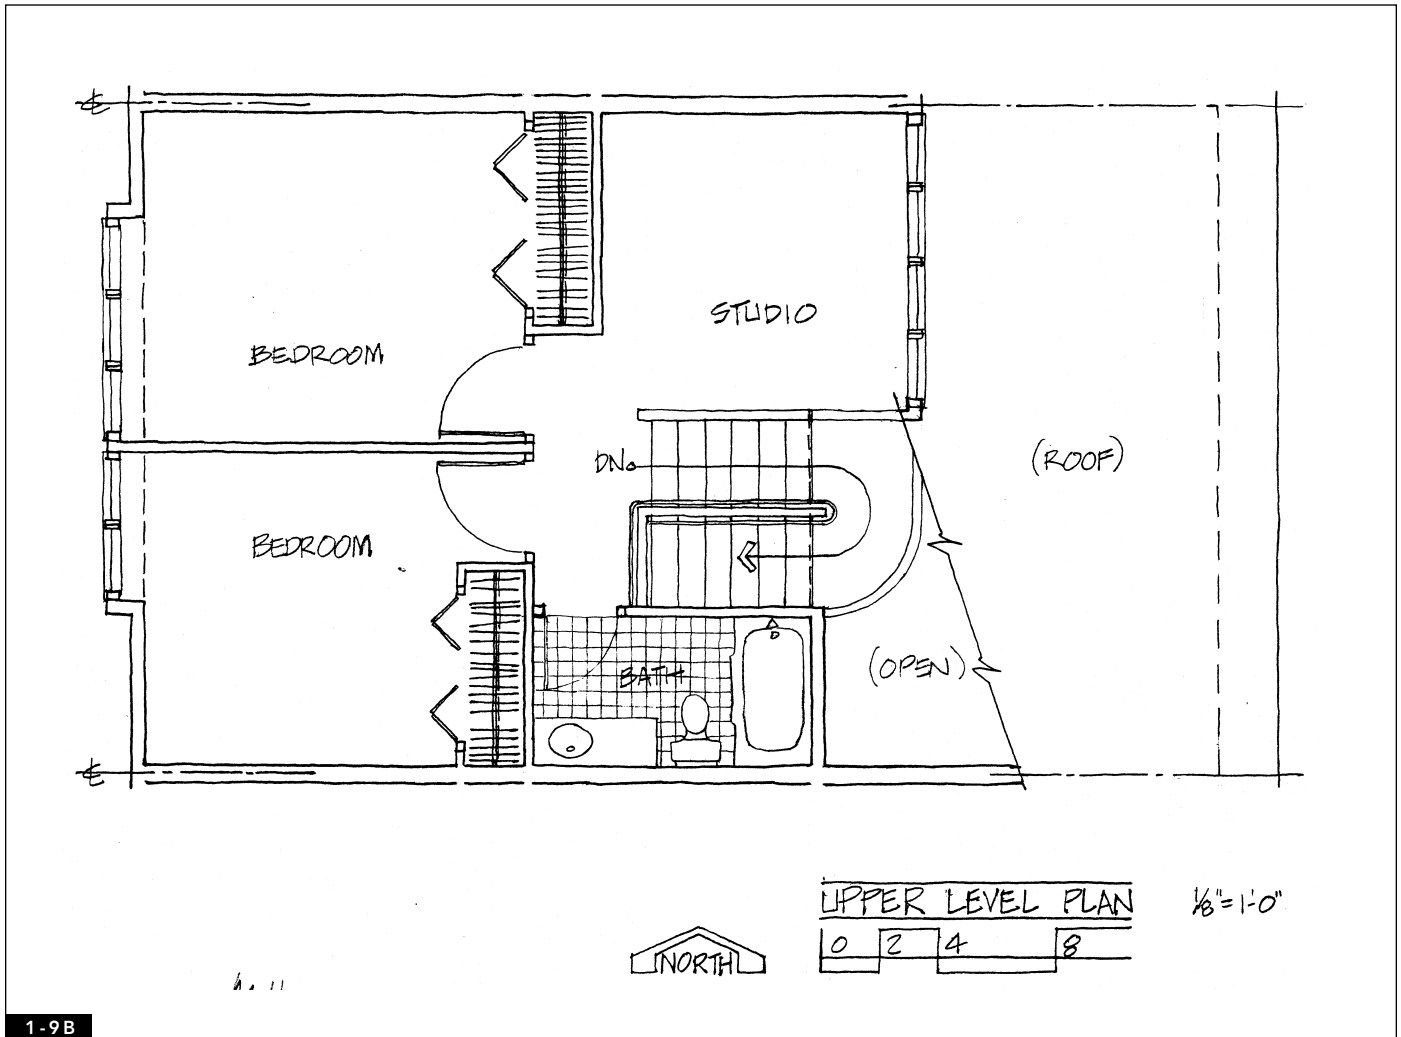 STUDIO
BEDROOM
DN.
(ROOF)
BEDROOM
BATH
(OPEN)
UPPER LEVEL PLAN
1/8"=1'-0"
0 2 4 8
NORTH
1-9B